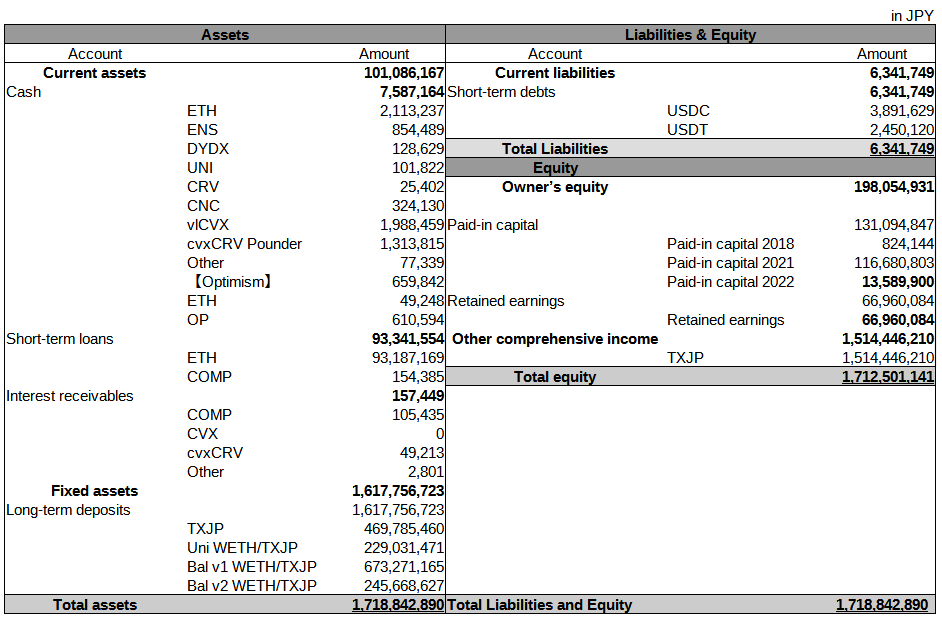 in JPY
Assets Liabilities & Equity
Account Amount Account Amount
Current assets 101,086,167 Current liabilities 6,341,749
Cash 7,587,164 Short-term debts 6,341,749
ETH 2,113,237 USDC 3,891,629
ENS 854,489 USDT 2,450,120
DYDX 128,629 Total Liabilities 6,341,749
UNI 101,822 Equity
CRV 25,402 Owner’s equity 198,054,931
CNC 324,130
vlCVX 1,988,459 Paid-in capital 131,094,847
cvxCRV Pounder 1,313,815 Paid-in capital 2018 824,144
Other 77,339 Paid-in capital 2021 116,680,803
【Optimism】 659,842 Paid-in capital 2022 13,589,900
ETH 49,248 Retained earnings 66,960,084
OP 610,594 Retained earnings 66,960,084
Short-term loans 93,341,554 Other comprehensive income 1,514,446,210
ETH 93,187,169 TXJP 1,514,446,210
COMP 154,385 Total equity 1,712,501,141
Interest receivables 157,449
COMP 105,435
CVX 0
cvxCRV 49,213
Other 2,801
Fixed assets 1,617,756,723
Long-term deposits 1,617,756,723
TXJP 469,785,460
Uni WETH/TXJP 229,031,471
Bal v1 WETH/TXJP 673,271,165
Bal v2 WETH/TXJP 245,668,627
Total assets 1,718,842,890 Total Liabilities and Equity 1,718,842,890